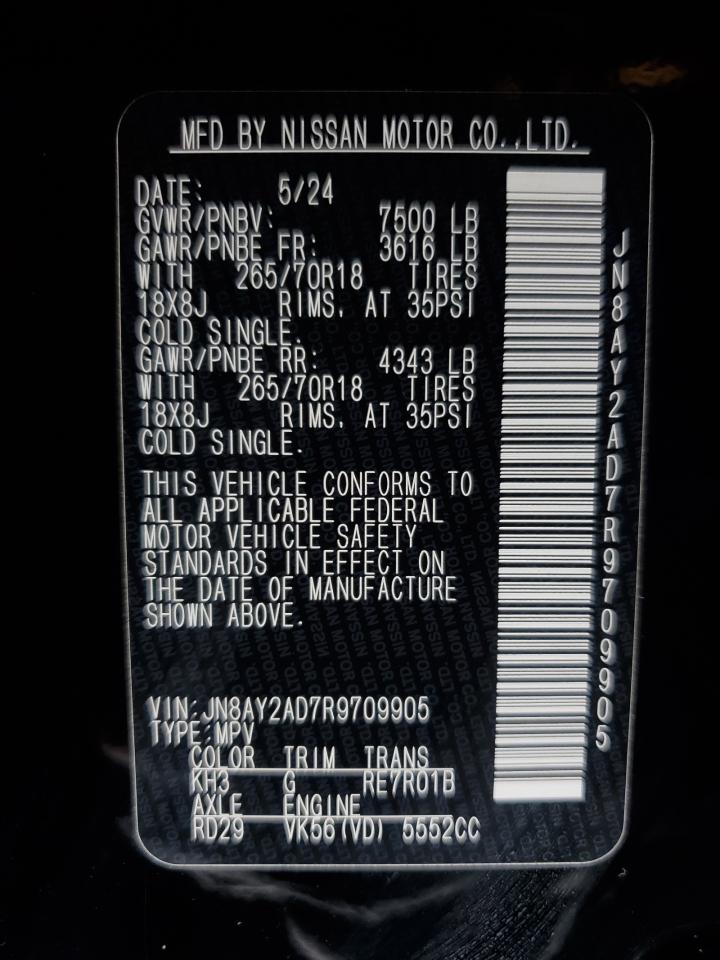 MFD BY NISSAN MOTOR CO.,LTD.
DATE: 5/24
GVWR/PNBV: 7500 LB
GAWR/PNBE FR: 3616 LB
WITH 265/70R18 TIRES
18X8J RIMS, AT 35PSI
COLD SINGLE.
GAWR/PNBE RR: 4343 LB
WITH 265/70R18 TIRES
18X8J RIMS, AT 35PSI
COLD SINGLE.
THIS VEHICLE CONFORMS TO
ALL APPLICABLE FEDERAL
MOTOR VEHICLE SAFETY
STANDARDS IN EFFECT ON
THE DATE OF MANUFACTURE
SHOWN ABOVE.
VIN:JN8AY2AD7R9709905
TYPE:MPV
COLOR TRIM TRANS
KH3 G RE7R01B
AXLE ENGINE
RD29 VK56(VD) 5552CC
JN8AY2AD7R9709905